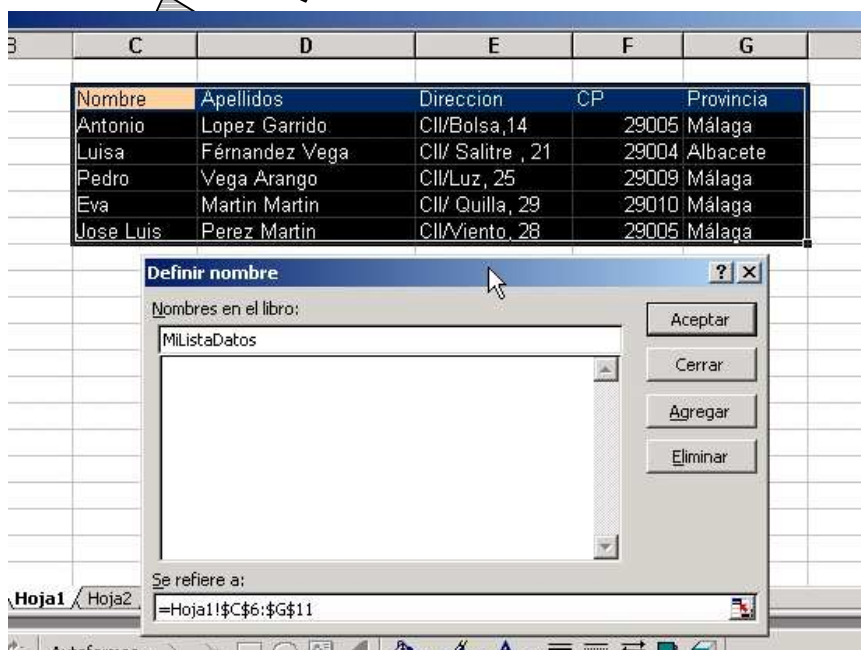 C D E F G
Nombre Apellidos Direccion CP Provincia
Antonio Lopez Garrido Cll/Bolsa,14 29005 Málaga
Luisa Férnandez Vega Cll/ Salitre , 21 29004 Albacete
Pedro Vega Arango Cll/Luz, 25 29009 Málaga
Eva Martin Martin Cll/ Quilla, 29 29010 Málaga
Jose Luis Perez Martin Cll/Viento, 28 29005 Málaga
Definir nombre
Nombres en el libro:
MiListaDatos
Aceptar
Cerrar
Agregar
Eliminar
Se refiere a:
=Hoja1!$C$6:$G$11
Hoja1 Hoja2